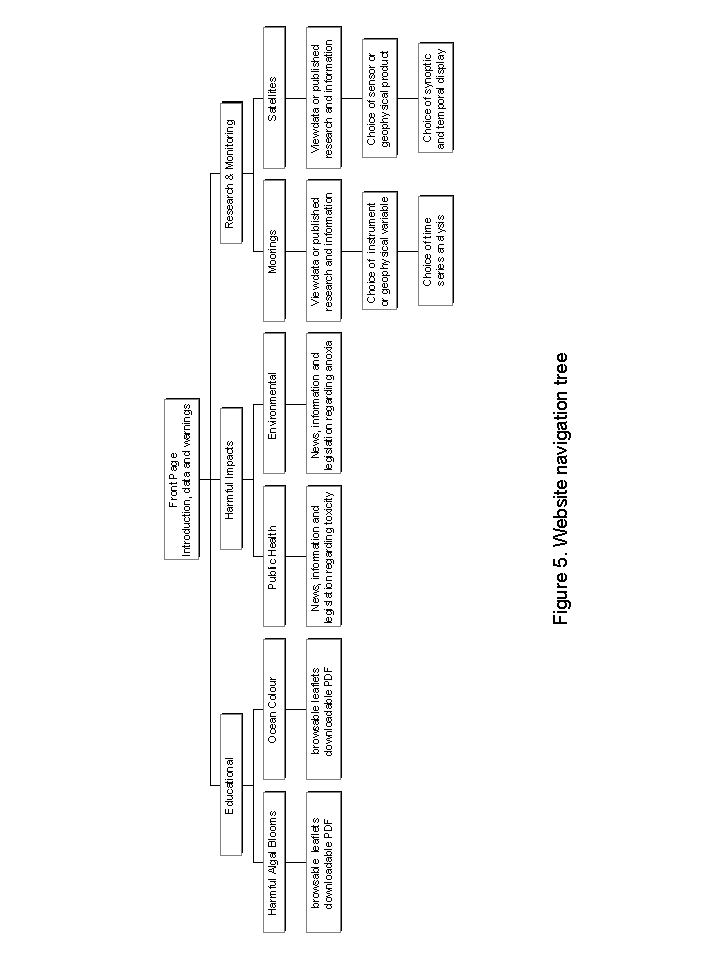 Front Page
Introduction, data and warnings
Educational
Harmful Impacts
Research & Monitoring
Harmful Algal Blooms
Ocean Colour
Public Health
Environmental
Moorings
Satellites
browsable leaflets
downloadable PDF
browsable leaflets
downloadable PDF
News, information and
legislation regarding toxicity
News, information and
legislation regarding anoxia
View data or published
research and information
View data or published
research and information
Choice of instrument
or geophysical variable
Choice of sensor or
geophysical product
Choice of time
series analysis
Choice of synoptic
and temporal display
Figure 5. Website navigation tree